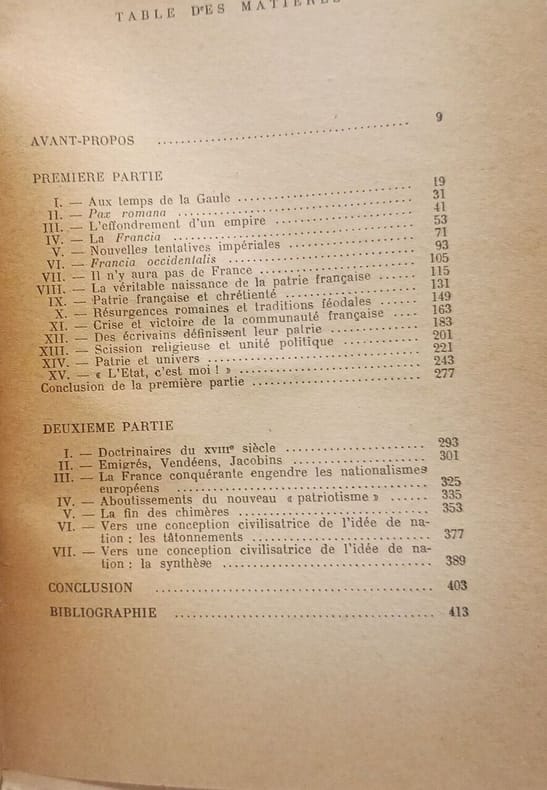 TABLE DES MATIÈRES
AVANT-PROPOS .......... 9
PREMIERE PARTIE
I. — Aux temps de la Gaule .......... 19
II. — Pax romana .......... 31
III. — L'effondrement d'un empire .......... 41
IV. — La Francia .......... 53
V. — Nouvelles tentatives impériales .......... 71
VI. — Francia occidentalis .......... 93
VII. — Il n'y aura pas de France .......... 105
VIII. — La véritable naissance de la patrie française .......... 115
IX. — Patrie française et chrétienté .......... 131
X. — Résurgences romaines et traditions féodales .......... 149
XI. — Crise et victoire de la communauté française .......... 163
XII. — Des écrivains définissent leur patrie .......... 183
XIII. — Scission religieuse et unité politique .......... 201
XIV. — Patrie et univers .......... 221
XV. — « L'Etat, c'est moi ! » .......... 243
Conclusion de la première partie .......... 277
DEUXIEME PARTIE
I. — Doctrinaires du XVIIIe siècle .......... 293
II. — Emigrés, Vendéens, Jacobins .......... 301
III. — La France conquérante engendre les nationalismes
européens .......... 325
IV. — Aboutissements du nouveau « patriotisme » .......... 335
V. — La fin des chimères .......... 353
VI. — Vers une conception civilisatrice de l'idée de na-
tion : les tâtonnements .......... 377
VII. — Vers une conception civilisatrice de l'idée de na-
tion : la synthèse .......... 389
CONCLUSION .......... 403
BIBLIOGRAPHIE .......... 413